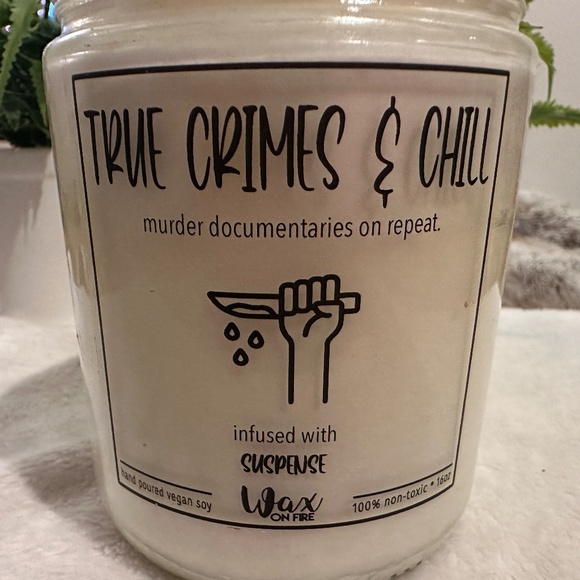 TRUE CRIMES & CHILL
murder documentaries on repeat.
infused with
SUSPENSE
hand poured vegan soy
Wax
ON FIRE
100% non-toxic • 16oz